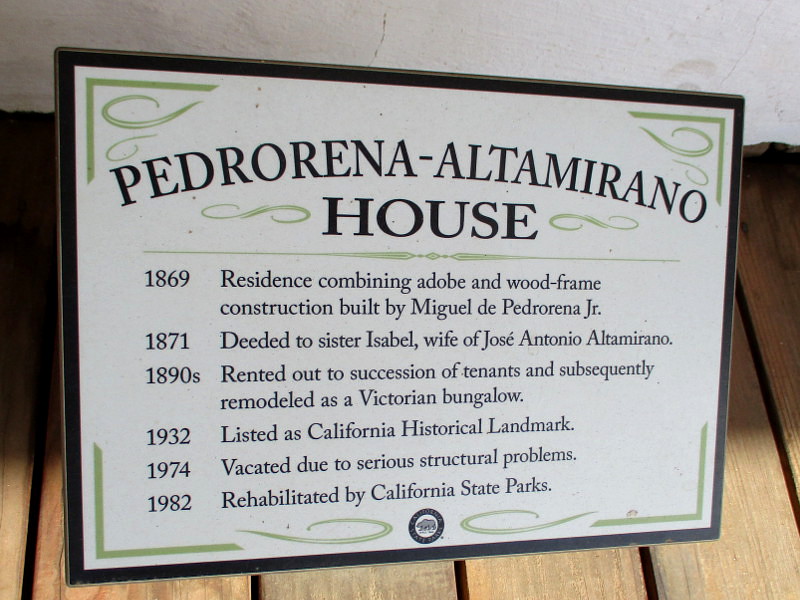 PEDRORENA-ALTAMIRANO
HOUSE
1869 Residence combining adobe and wood-frame
construction built by Miguel de Pedrorena Jr.
1871 Deeded to sister Isabel, wife of José Antonio Altamirano.
1890s Rented out to succession of tenants and subsequently
remodeled as a Victorian bungalow.
1932 Listed as California Historical Landmark.
1974 Vacated due to serious structural problems.
1982 Rehabilitated by California State Parks.